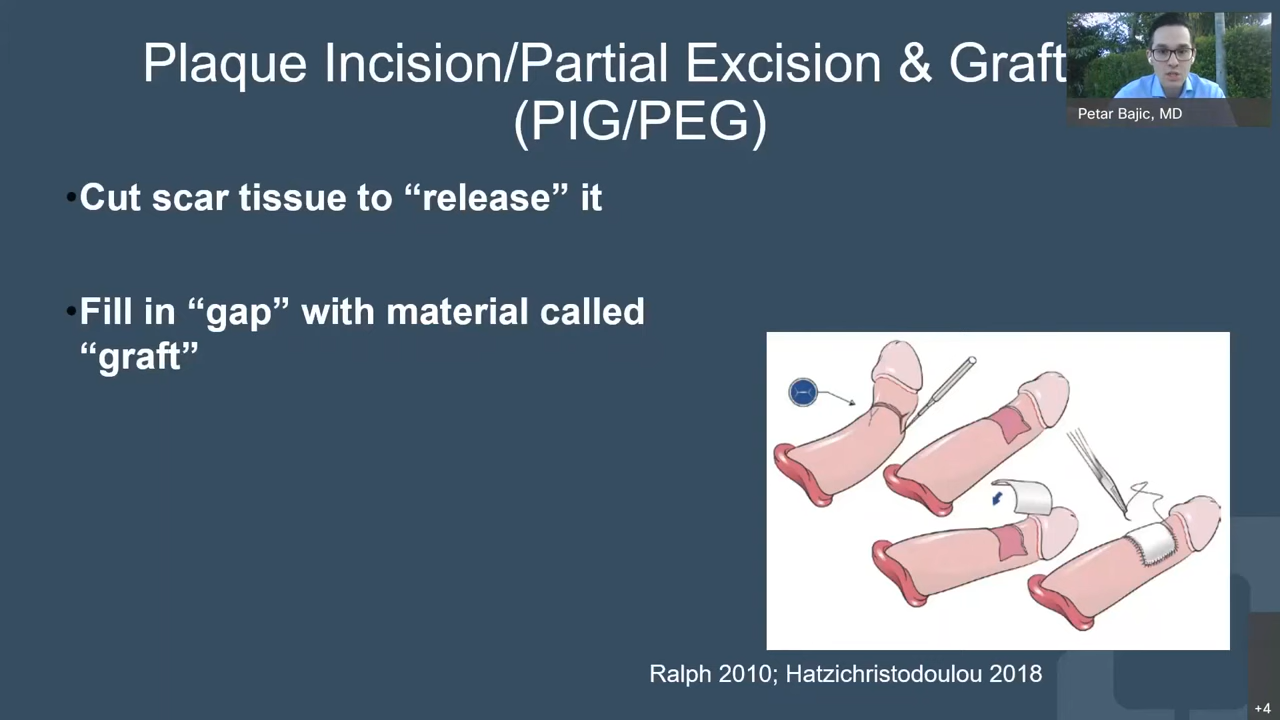 Plaque Incision/Partial Excision & Graft
(PIG/PEG)
Petar Bajic, MD
•Cut scar tissue to “release” it
•Fill in “gap” with material called
“graft”
Ralph 2010; Hatzichristodoulou 2018
+4